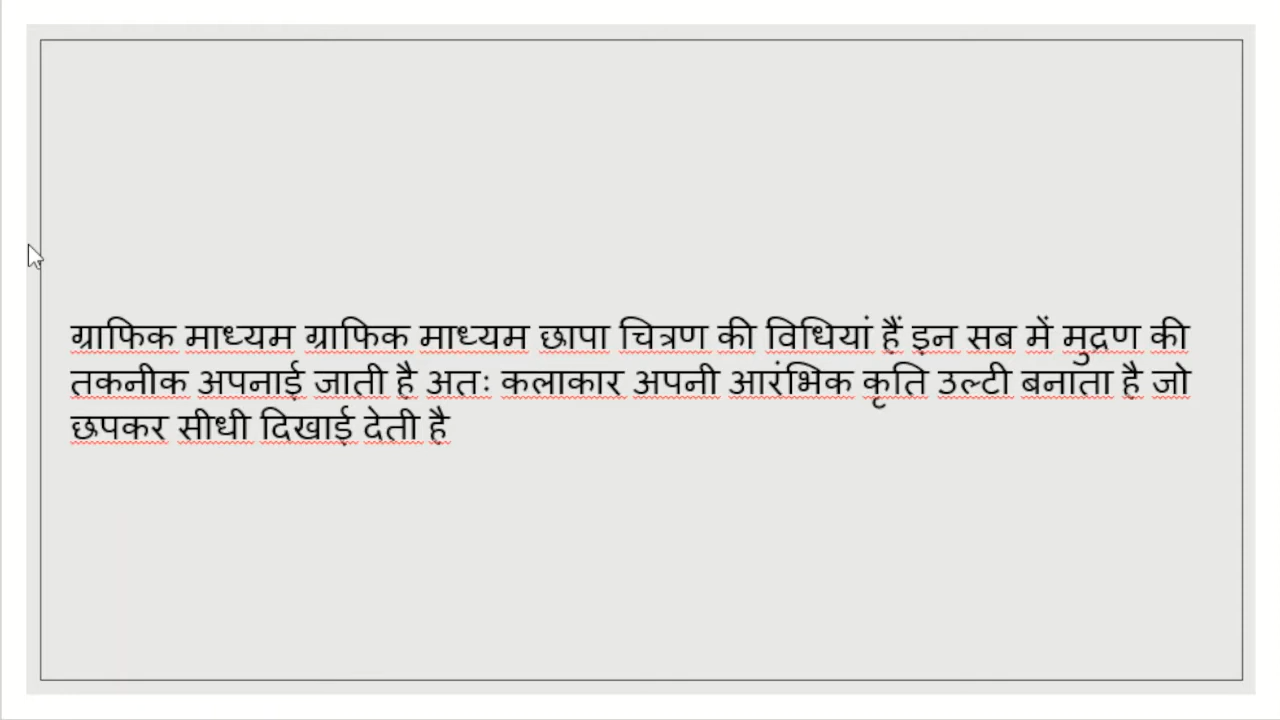 ग्राफिक माध्यम ग्राफिक माध्यम छापा चित्रण की विधियां हैं इन सब में मुद्रण की
तकनीक अपनाई जाती है अतः कलाकार अपनी आरंभिक कृति उल्टी बनाता है जो
छपकर सीधी दिखाई देती है